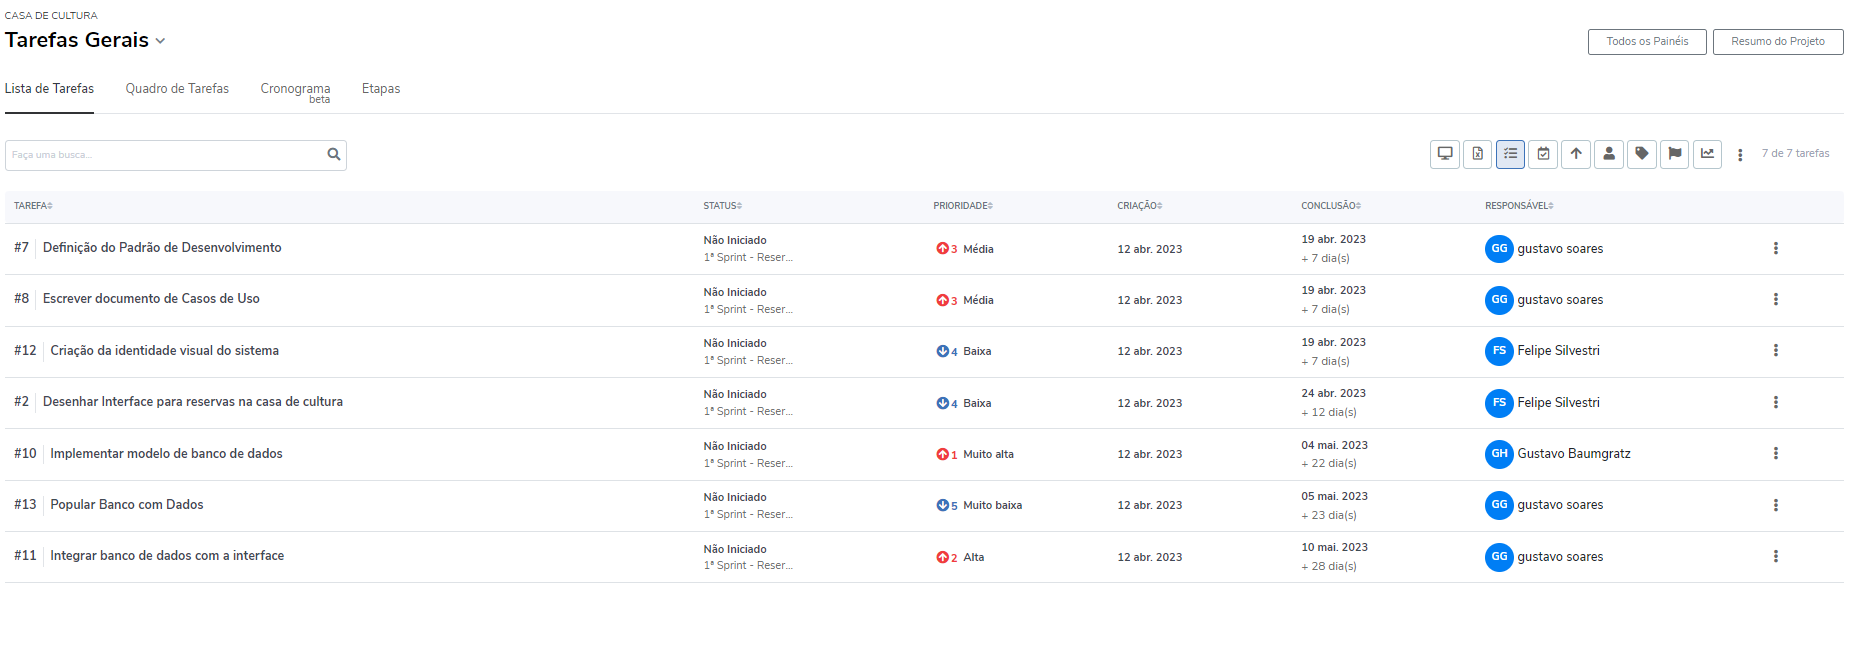 CASA DE CULTURA
Tarefas Gerais
Todos os Painéis Resumo do Projeto
Lista de Tarefas Quadro de Tarefas Cronograma beta Etapas
Faça uma busca... 7 de 7 tarefas
TAREFA STATUS PRIORIDADE CRIAÇÃO CONCLUSÃO RESPONSÁVEL
#7 Definição do Padrão de Desenvolvimento Não Iniciado 3 Média 12 abr. 2023 19 abr. 2023 GG gustavo soares
1ª Sprint - Reser... + 7 dia(s)
#8 Escrever documento de Casos de Uso Não Iniciado 3 Média 12 abr. 2023 19 abr. 2023 GG gustavo soares
1ª Sprint - Reser... + 7 dia(s)
#12 Criação da identidade visual do sistema Não Iniciado 4 Baixa 12 abr. 2023 19 abr. 2023 FS Felipe Silvestri
1ª Sprint - Reser... + 7 dia(s)
#2 Desenhar Interface para reservas na casa de cultura Não Iniciado 4 Baixa 12 abr. 2023 24 abr. 2023 FS Felipe Silvestri
1ª Sprint - Reser... + 12 dia(s)
#10 Implementar modelo de banco de dados Não Iniciado 1 Muito alta 12 abr. 2023 04 mai. 2023 GH Gustavo Baumgratz
1ª Sprint - Reser... + 22 dia(s)
#13 Popular Banco com Dados Não Iniciado 5 Muito baixa 12 abr. 2023 05 mai. 2023 GG gustavo soares
1ª Sprint - Reser... + 23 dia(s)
#11 Integrar banco de dados com a interface Não Iniciado 2 Alta 12 abr. 2023 10 mai. 2023 GG gustavo soares
1ª Sprint - Reser... + 28 dia(s)